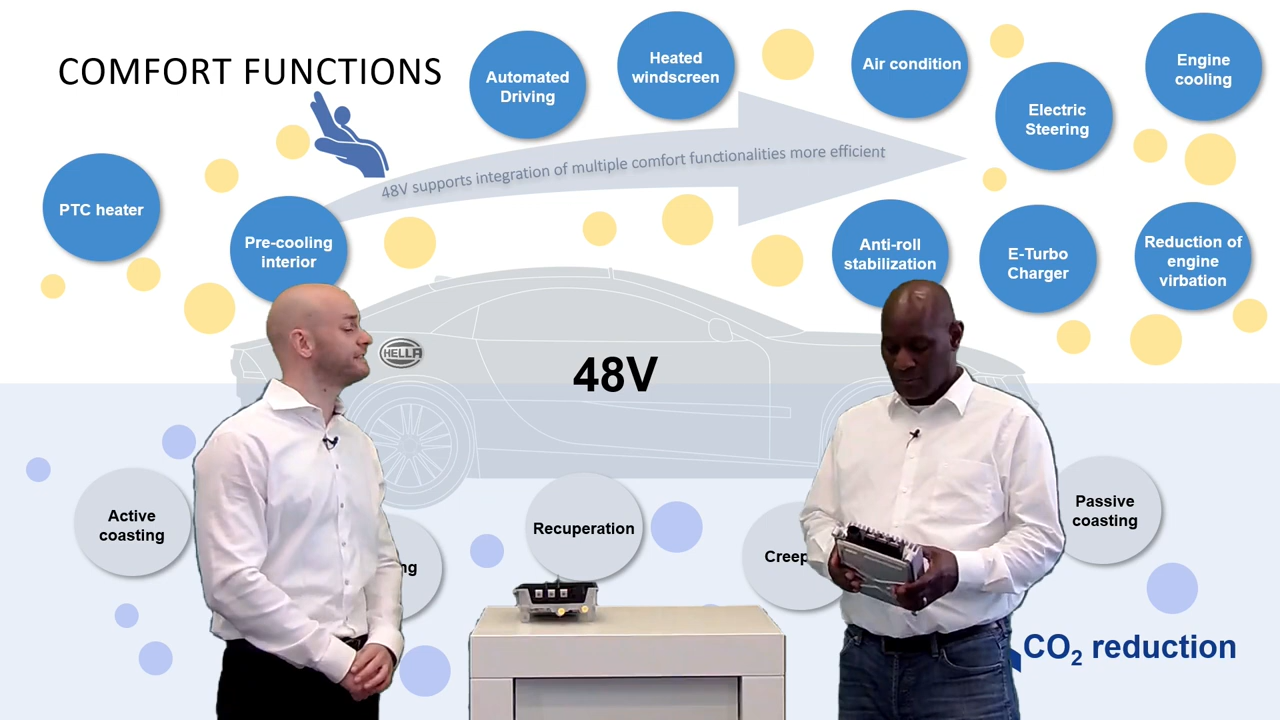 COMFORT FUNCTIONS
Automated
Driving
Heated
windscreen
Air condition
Engine
cooling
Electric
Steering
48V supports integration of multiple comfort functionalities more efficient
PTC heater
Pre-cooling
interior
Anti-roll
stabilization
E-Turbo
Charger
Reduction of
engine
virbation
HELLA
48V
Active
coasting
ng
Recuperation
Creep
Passive
coasting
CO2 reduction